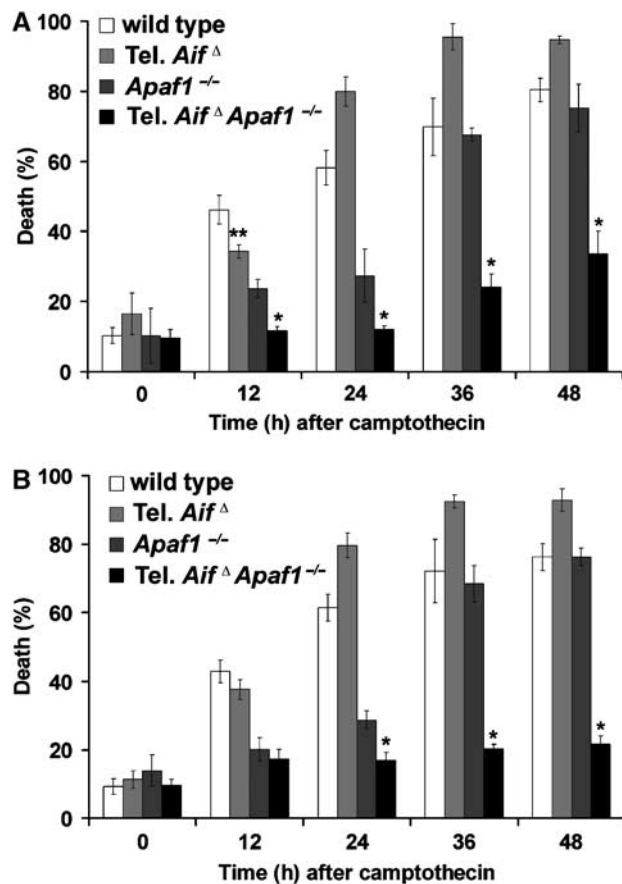 A
wild type
Tel. Aif Δ
Apaf1 −/−
Tel. Aif Δ Apaf1 −/−
Death (%)
100
80
60
40
20
0
**
*
*
*
*
0 12 24 36 48
Time (h) after camptothecin
B
wild type
Tel. Aif Δ
Apaf1 −/−
Tel. Aif Δ Apaf1 −/−
Death (%)
100
80
60
40
20
0
*
*
*
0 12 24 36 48
Time (h) after camptothecin